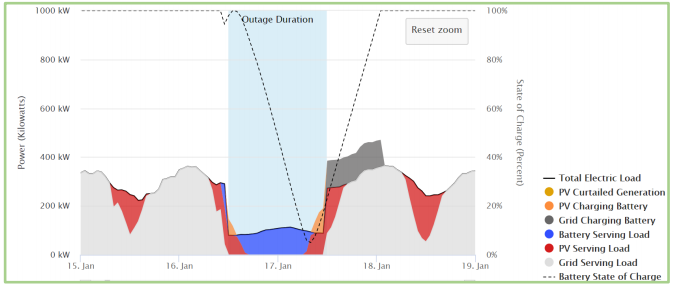 1000 kW
800 kW
600 kW
400 kW
200 kW
0 kW
Power (Kilowatts)
Outage Duration
Reset zoom
100%
80%
60%
40%
20%
0%
State of Charge (Percent)
15. Jan
16. Jan
17. Jan
18. Jan
19. Jan
Total Electric Load
PV Curtailed Generation
PV Charging Battery
Grid Charging Battery
Battery Serving Load
PV Serving Load
Grid Serving Load
Battery State of Charge